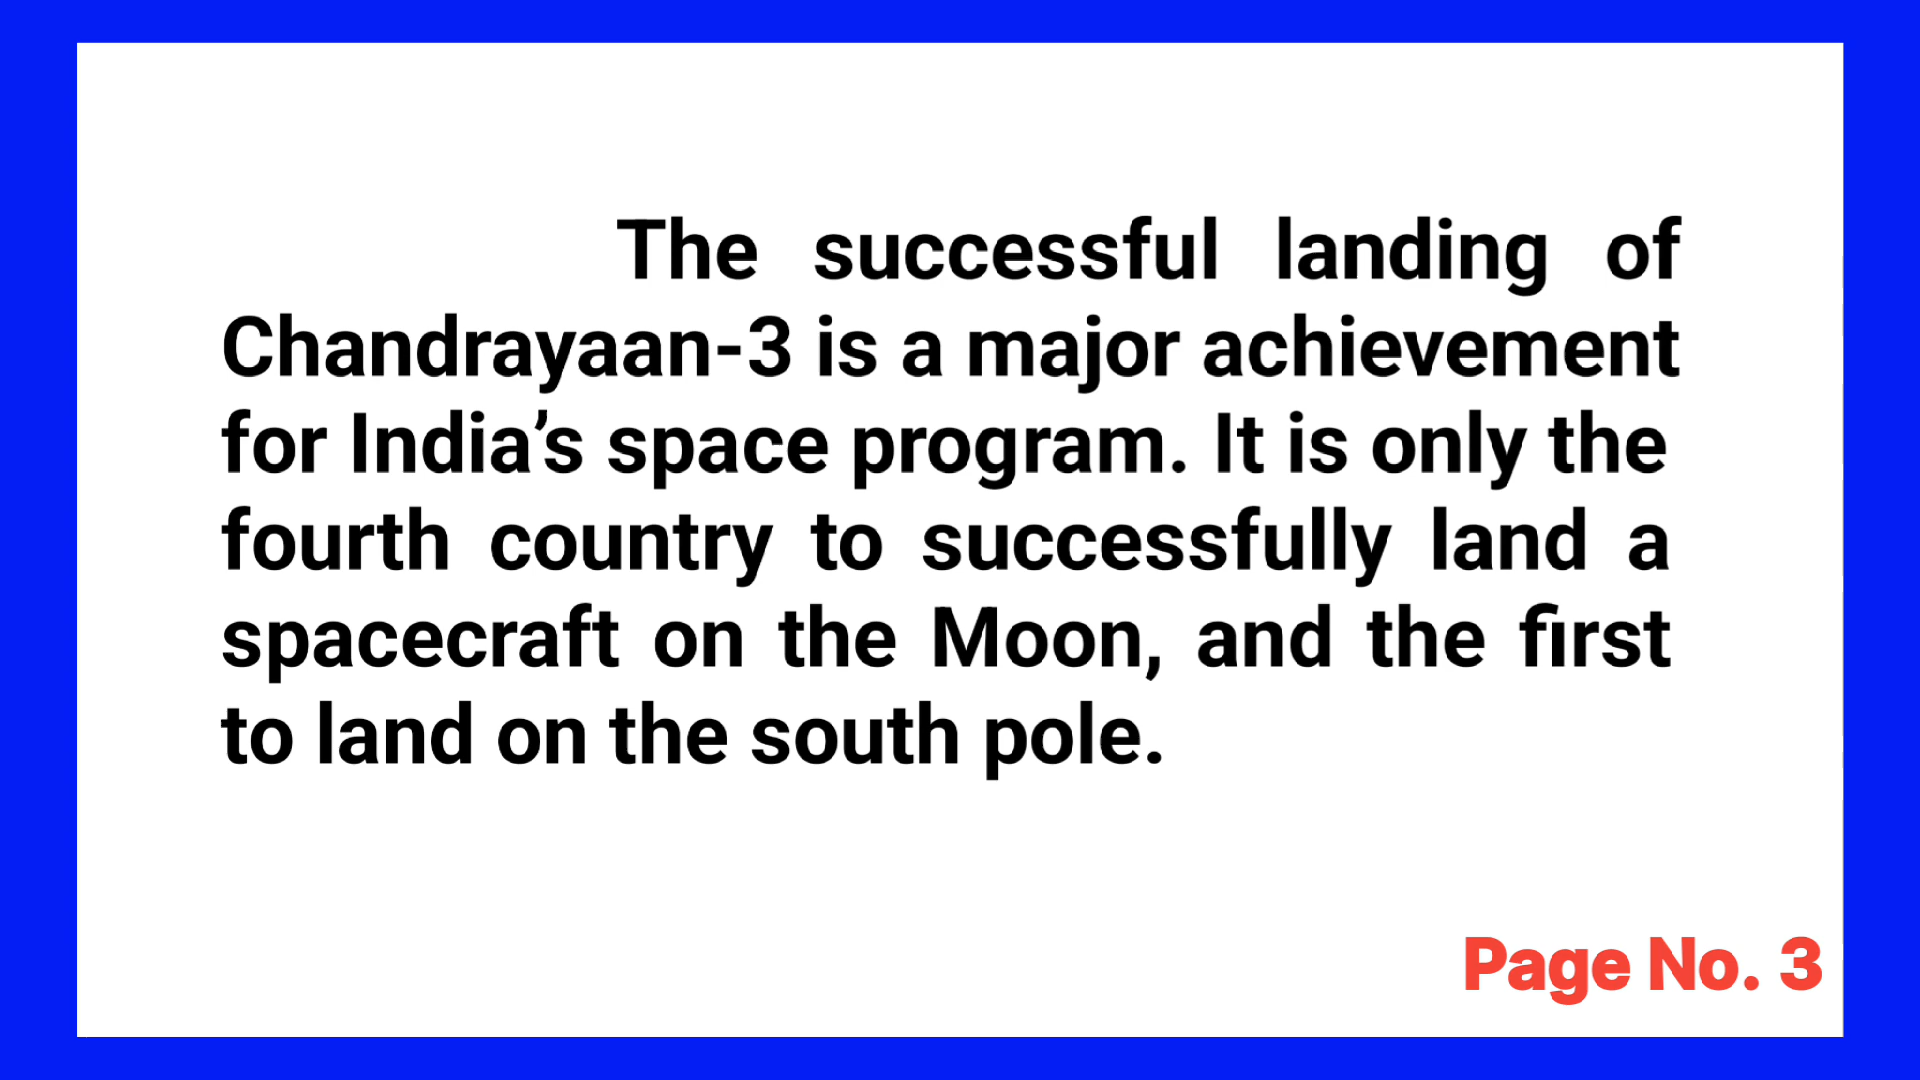 The successful landing of
Chandrayaan-3 is a major achievement
for India’s space program. It is only the
fourth country to successfully land a
spacecraft on the Moon, and the first
to land on the south pole.
Page No. 3